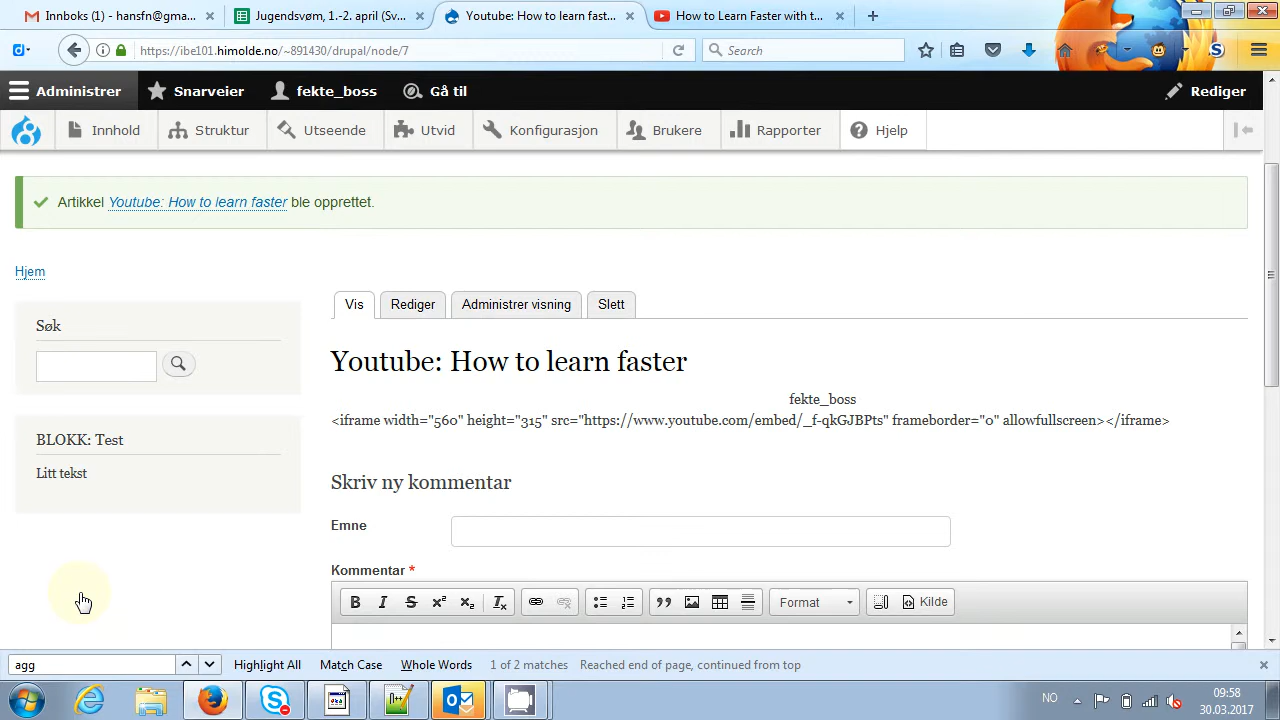 Innboks (1) - hansfn@gma...
Jugendsvøm, 1.-2. april (Sv...
Youtube: How to learn fast...
How to Learn Faster with t...
https://ibe101.himolde.no/~891430/drupal/node/7
Search
Administrer
Snarveier
fekte_boss
Gå til
Rediger
Innhold
Struktur
Utseende
Utvid
Konfigurasjon
Brukere
Rapporter
Hjelp
Artikkel Youtube: How to learn faster ble opprettet.
Hjem
Vis
Rediger
Administrer visning
Slett
Søk
Youtube: How to learn faster
fekte_boss
<iframe width="560" height="315" src="https://www.youtube.com/embed/_f-qkGJBPts" frameborder="0" allowfullscreen></iframe>
BLOKK: Test
Litt tekst
Skriv ny kommentar
Emne
Kommentar *
Format
Kilde
agg
Highlight All
Match Case
Whole Words
1 of 2 matches
Reached end of page, continued from top
NO
09:58
30.03.2017